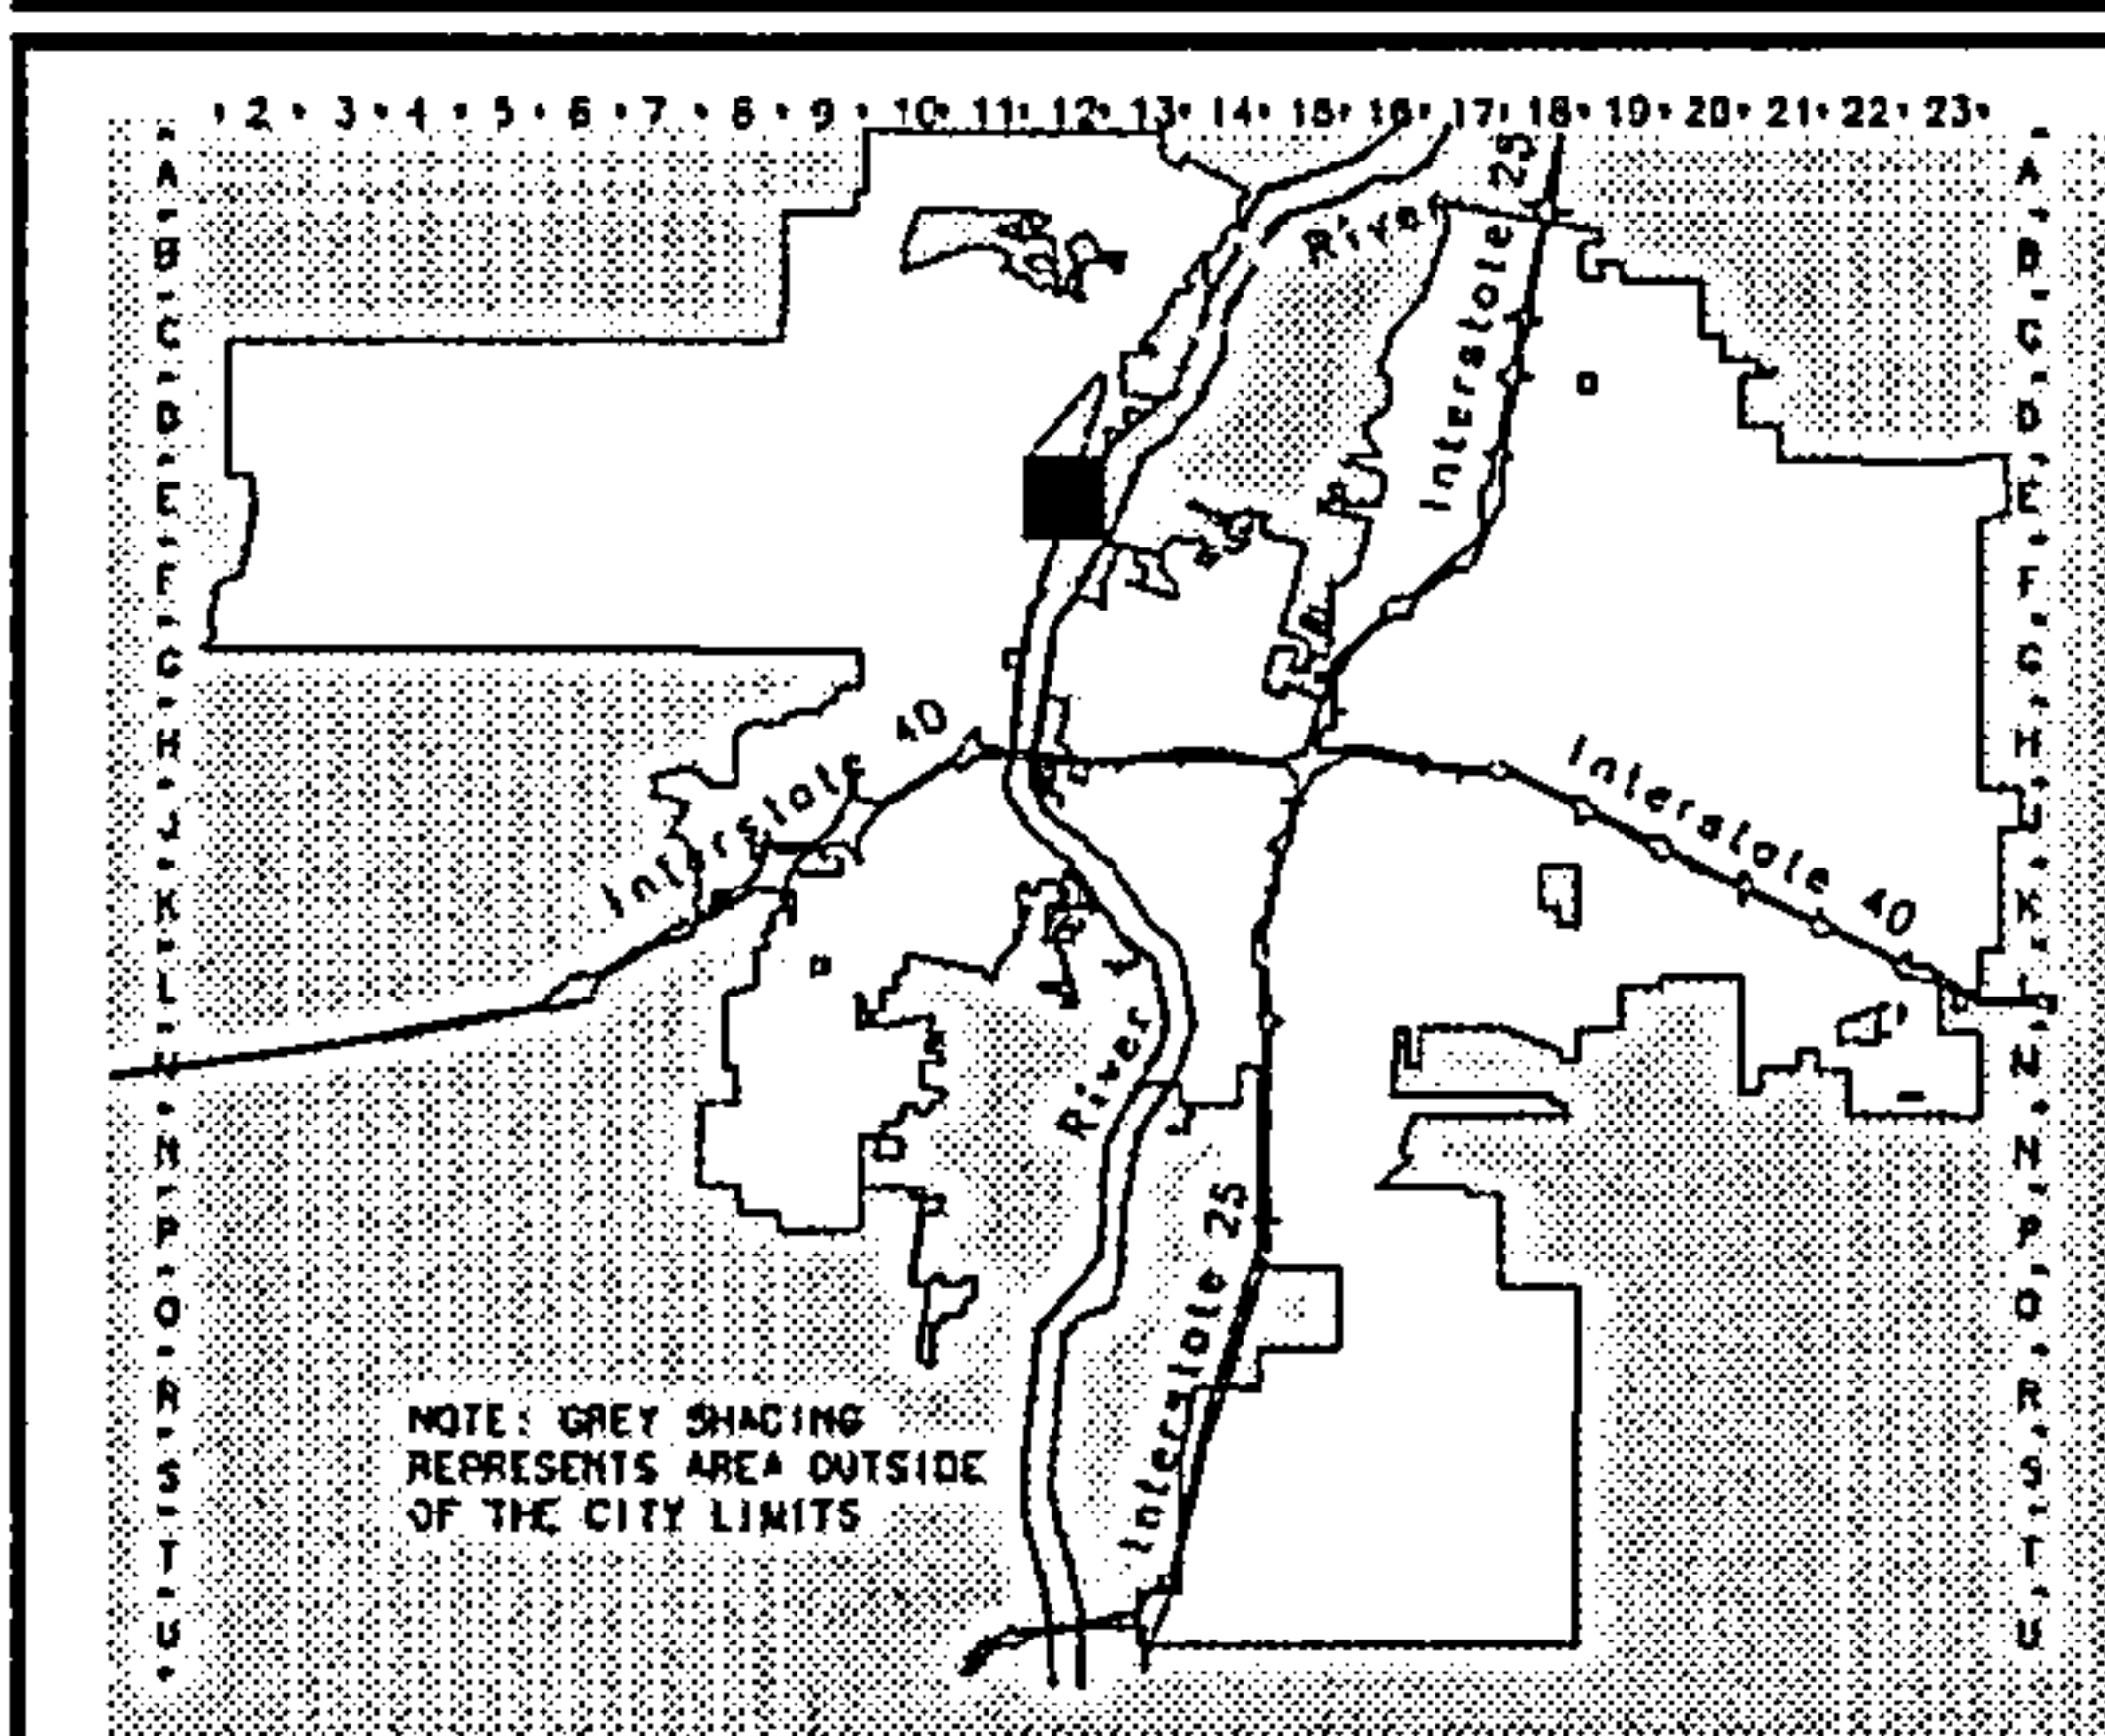 2 3 4 5 6 7 8 9 10 11 12 13 14 15 16 17 18 19 20 21 22 23
A A
B B
C C
D D
E E
F F
G G
H H
J J
K K
L L
M M
N N
P P
Q Q
R R
S S
T T
U U
River
Interstate 25
Interstate 40
Interstate 40
River
Interstate 25
NOTE: GREY SHADING
REPRESENTS AREA OUTSIDE
OF THE CITY LIMITS